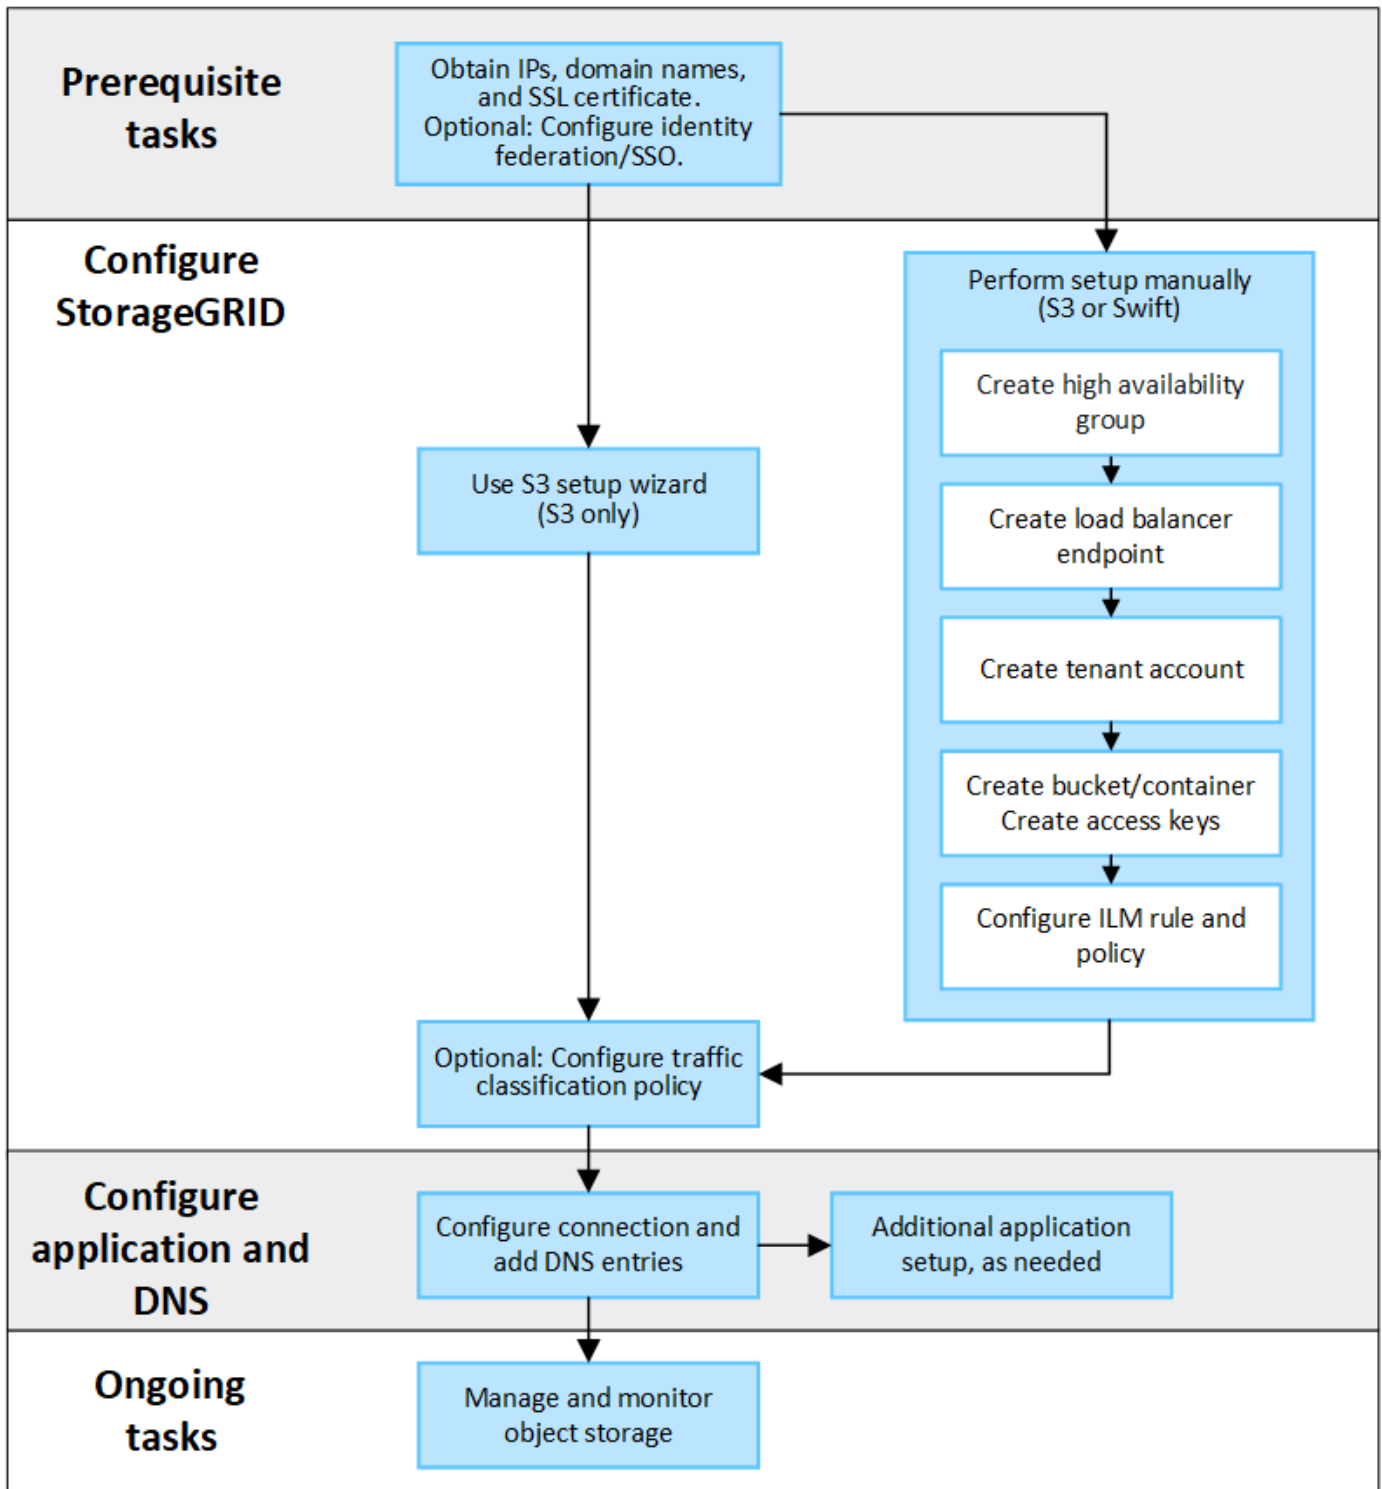 Prerequisite
tasks
Obtain IPs, domain names,
and SSL certificate.
Optional: Configure identity
federation/SSO.
Configure
StorageGRID
Perform setup manually
(S3 or Swift)
Create high availability
group
Create load balancer
endpoint
Create tenant account
Create bucket/container
Create access keys
Configure ILM rule and
policy
Use S3 setup wizard
(S3 only)
Optional: Configure traffic
classification policy
Configure
application and
DNS
Configure connection and
add DNS entries
Additional application
setup, as needed
Ongoing
tasks
Manage and monitor
object storage